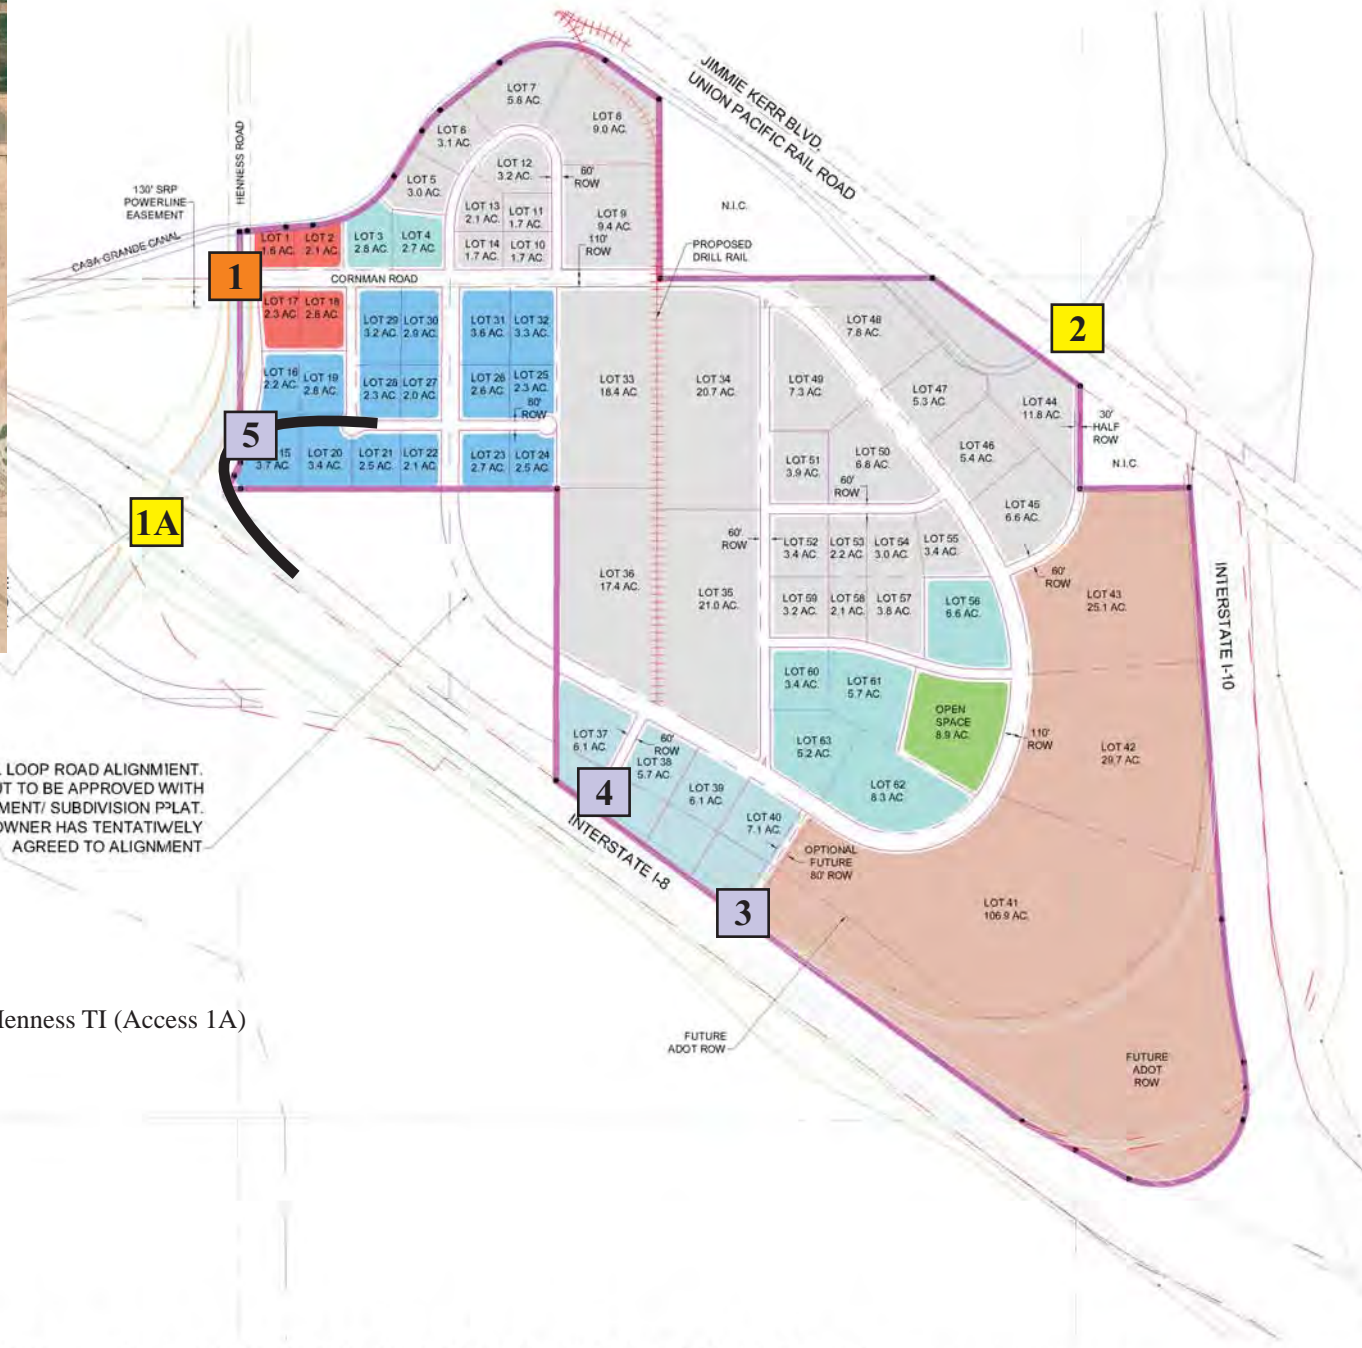 JIMMIE KERR BLVD.
UNION PACIFIC RAIL ROAD
HENNESS ROAD
130' SRP
POWERLINE
EASEMENT
CASA GRANDE CANAL
LOT 7
5.8 AC.
LOT 8
9.0 AC.
LOT 6
3.1 AC.
LOT 5
3.0 AC.
LOT 12
3.2 AC.
60'
ROW
LOT 13
2.1 AC.
LOT 11
1.7 AC.
LOT 9
9.4 AC.
N.I.C.
LOT 1
1.6 AC.
LOT 2
2.1 AC.
LOT 3
2.8 AC.
LOT 4
2.7 AC.
LOT 14
1.7 AC.
LOT 10
1.7 AC.
110'
ROW
PROPOSED
DRILL RAIL
1
CORNMAN ROAD
2
LOT 17
2.3 AC.
LOT 18
2.6 AC.
LOT 29
3.2 AC.
LOT 30
2.9 AC.
LOT 31
3.6 AC.
LOT 32
3.3 AC.
LOT 48
7.8 AC.
LOT 16
2.2 AC.
LOT 19
2.8 AC.
LOT 28
2.3 AC.
LOT 27
2.0 AC.
LOT 26
2.6 AC.
LOT 25
2.3 AC.
80'
ROW
LOT 33
18.4 AC.
LOT 34
20.7 AC.
LOT 49
7.3 AC.
LOT 47
5.3 AC.
LOT 44
11.8 AC.
30'
HALF
ROW
N.I.C.
5
15
3.7 AC.
LOT 20
3.4 AC.
LOT 21
2.5 AC.
LOT 22
2.1 AC.
LOT 23
2.7 AC.
LOT 24
2.5 AC.
LOT 51
3.9 AC.
LOT 50
6.8 AC.
LOT 46
5.4 AC.
60'
ROW
LOT 45
6.6 AC.
1A
60'
ROW
LOT 52
3.4 AC.
LOT 53
2.2 AC.
LOT 54
3.0 AC.
LOT 55
3.4 AC.
60'
ROW
LOT 36
17.4 AC.
LOT 35
21.0 AC.
LOT 59
3.2 AC.
LOT 58
2.1 AC.
LOT 57
3.8 AC.
LOT 56
6.6 AC.
LOT 43
25.1 AC.
INTERSTATE I-10
LOT 60
3.4 AC.
LOT 61
5.7 AC.
OPEN
SPACE
8.9 AC.
110'
ROW
LOT 37
6.1 AC.
60'
ROW
LOT 38
5.7 AC.
LOT 63
5.2 AC.
LOT 42
29.7 AC.
LOOP ROAD ALIGNMENT.
UT TO BE APPROVED WITH
MENT/ SUBDIVISION PPLAT.
OWNER HAS TENTATIWELY
AGREED TO ALIGNMENT
4
LOT 39
6.1 AC.
LOT 62
8.3 AC.
LOT 40
7.1 AC.
INTERSTATE I-8
OPTIONAL
FUTURE
80' ROW
3
LOT 41
106.9 AC.
Henness TI (Access 1A)
FUTURE
ADOT ROW
FUTURE
ADOT
ROW